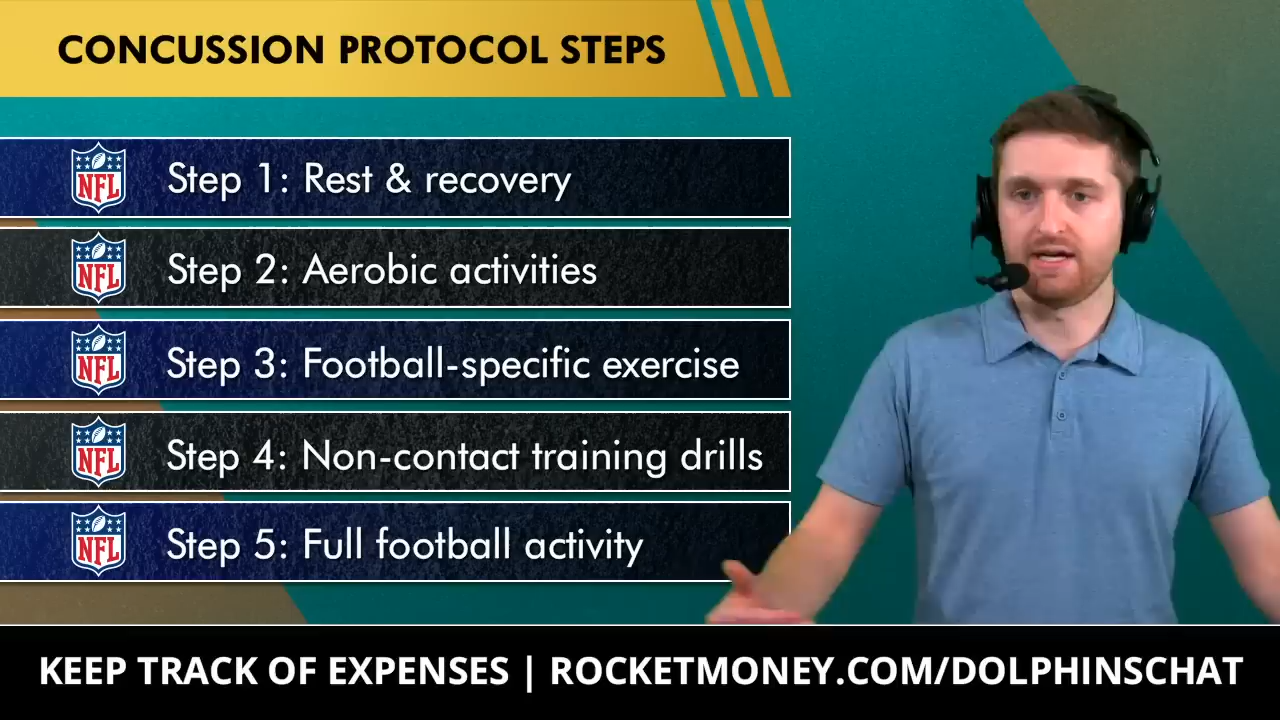 CONCUSSION PROTOCOL STEPS
NFL Step 1: Rest & recovery
NFL Step 2: Aerobic activities
NFL Step 3: Football-specific exercise
NFL Step 4: Non-contact training drills
NFL Step 5: Full football activity
KEEP TRACK OF EXPENSES | ROCKETMONEY.COM/DOLPHINSCHAT